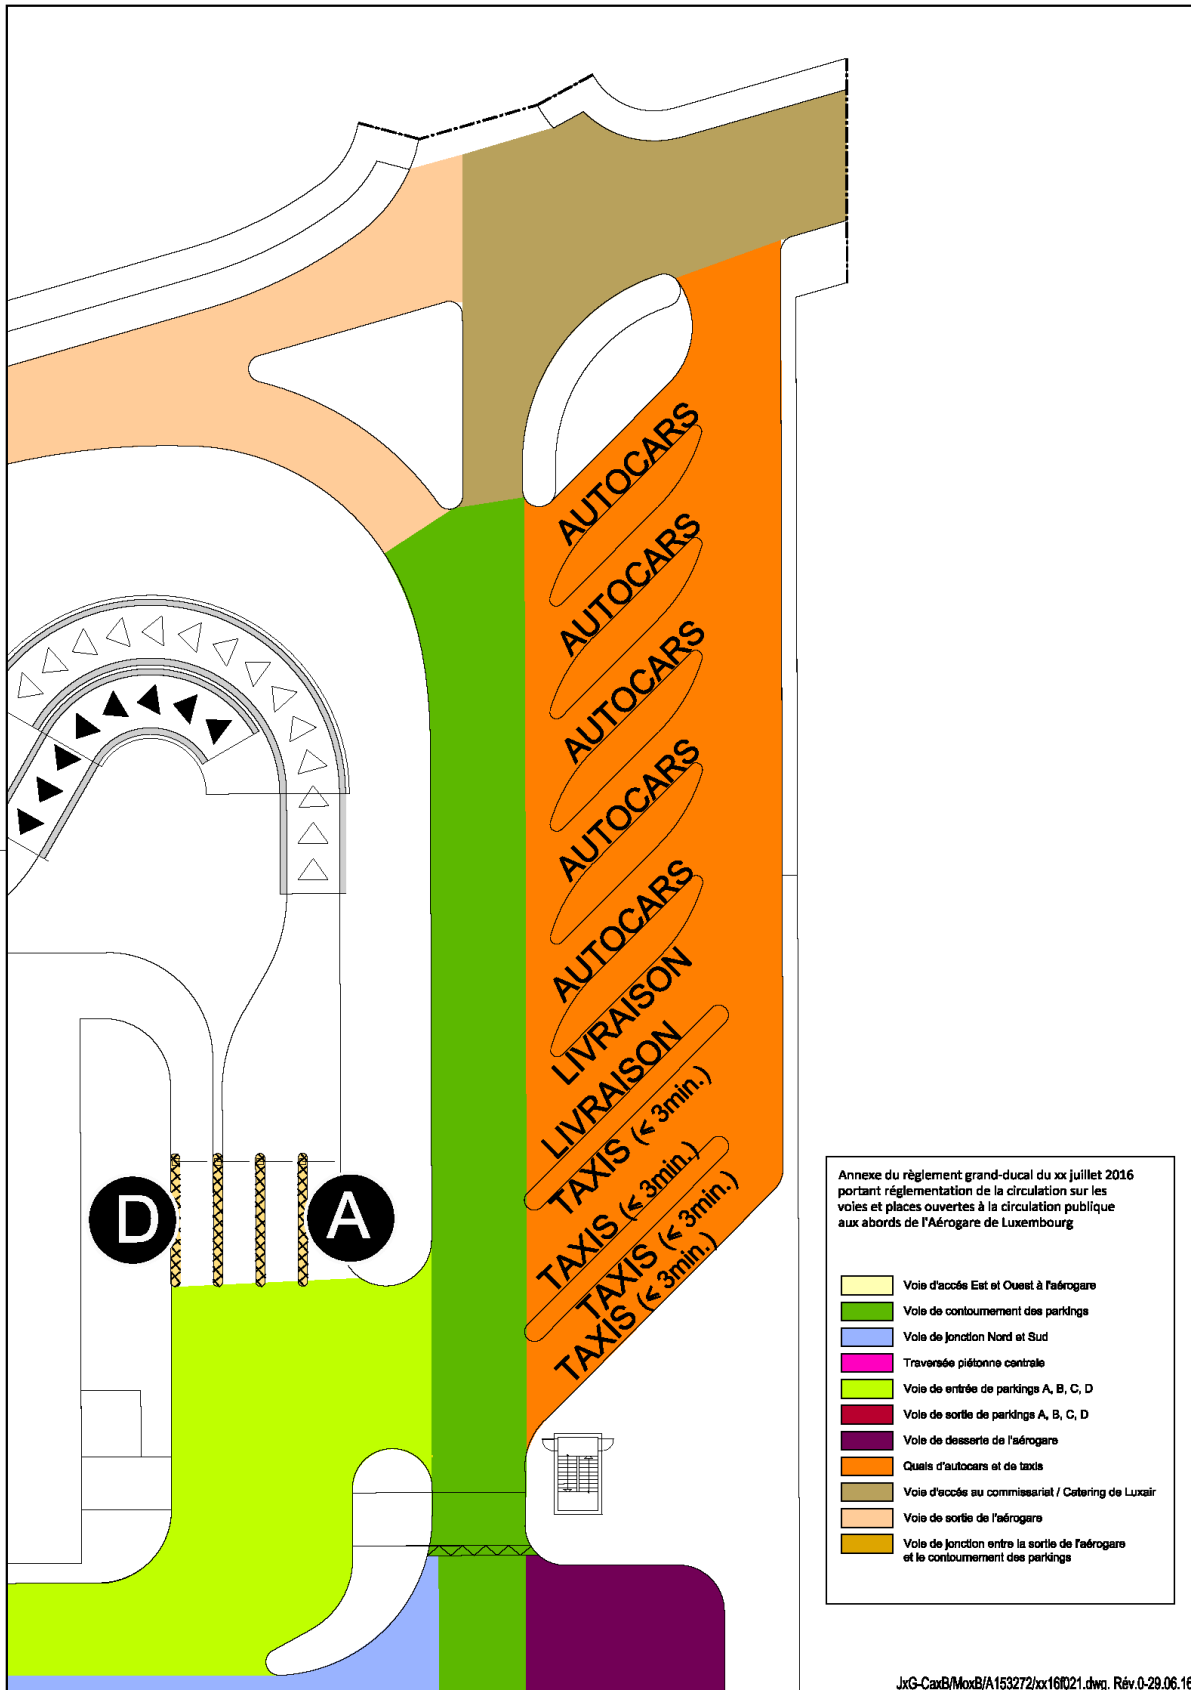 AUTOCARS
AUTOCARS
AUTOCARS
AUTOCARS
AUTOCARS
LIVRAISON
LIVRAISON
TAXIS (< 3min.)
TAXIS (< 3min.)
TAXIS (< 3min.)
TAXIS (< 3min.)
D
A
Annexe du règlement grand-ducal du xx juillet 2016
portant réglementation de la circulation sur les
voies et places ouvertes à la circulation publique
aux abords de l'Aérogare de Luxembourg
Voie d'accés Est et Ouest à l'aérogare
Voie de contournement des parkings
Voie de jonction Nord et Sud
Traversée piétonne centrale
Voie de entrée de parkings A, B, C, D
Voie de sortie de parkings A, B, C, D
Voie de desserte de l'aérogare
Quais d'autocars et de taxis
Voie d'accés au commissariat / Catering de Luxair
Voie de sortie de l'aérogare
Voie de jonction entre la sortie de l'aérogare
et le contournement des parkings
JxG-CaxB/MoxB/A153272/xx16f021.dwg. Rév.0-29.06.16